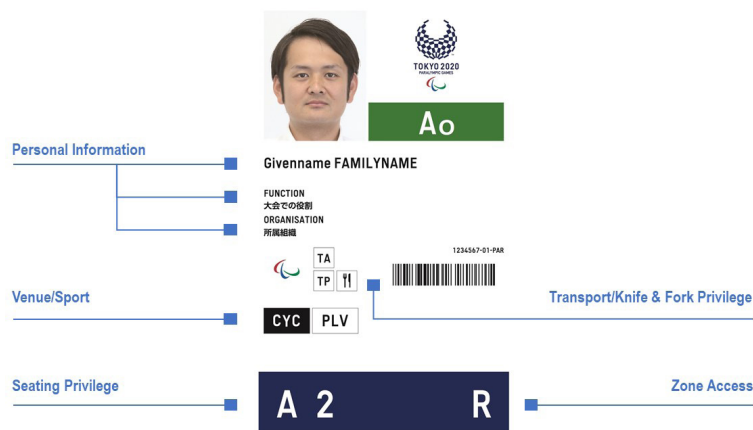 TOKYO 2020
PARALYMPIC GAMES
Ao
Personal Information
Givenname FAMILYNAME
FUNCTION
大会での役割
ORGANISATION
所属組織
1234567-01-PAR
TA
TP
Venue/Sport
Transport/Knife & Fork Privilege
CYC PLV
Seating Privilege
Zone Access
A 2 R